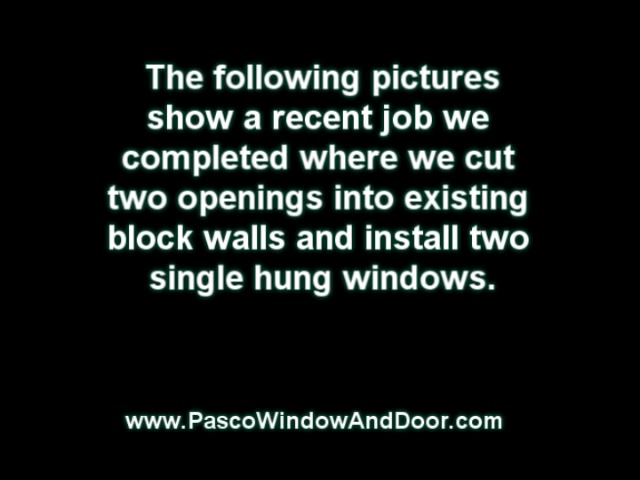 The following pictures
show a recent job we
completed where we cut
two openings into existing
block walls and install two
single hung windows.
www.PascoWindowAndDoor.com